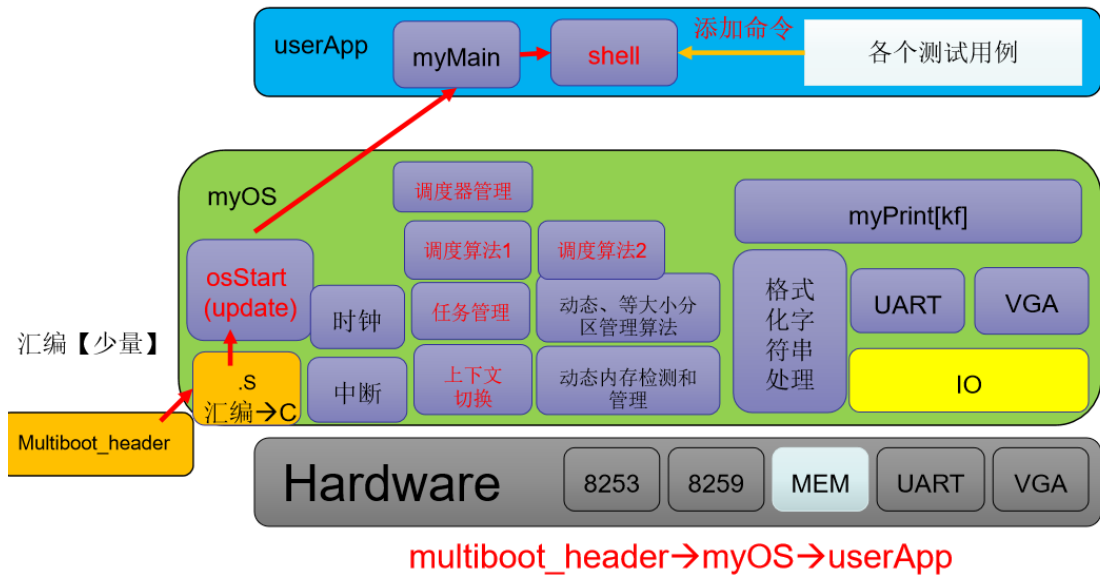 userApp
myMain
shell
添加命令
各个测试用例
myOS
调度器管理
myPrint[kf]
osStart
(update)
调度算法1
调度算法2
时钟
任务管理
动态、等大小分
区管理算法
格式
化字
符串
处理
UART
VGA
汇编【少量】
.S
汇编→C
中断
上下文
切换
动态内存检测和
管理
IO
Multiboot_header
Hardware
8253
8259
MEM
UART
VGA
multiboot_header→myOS→userApp